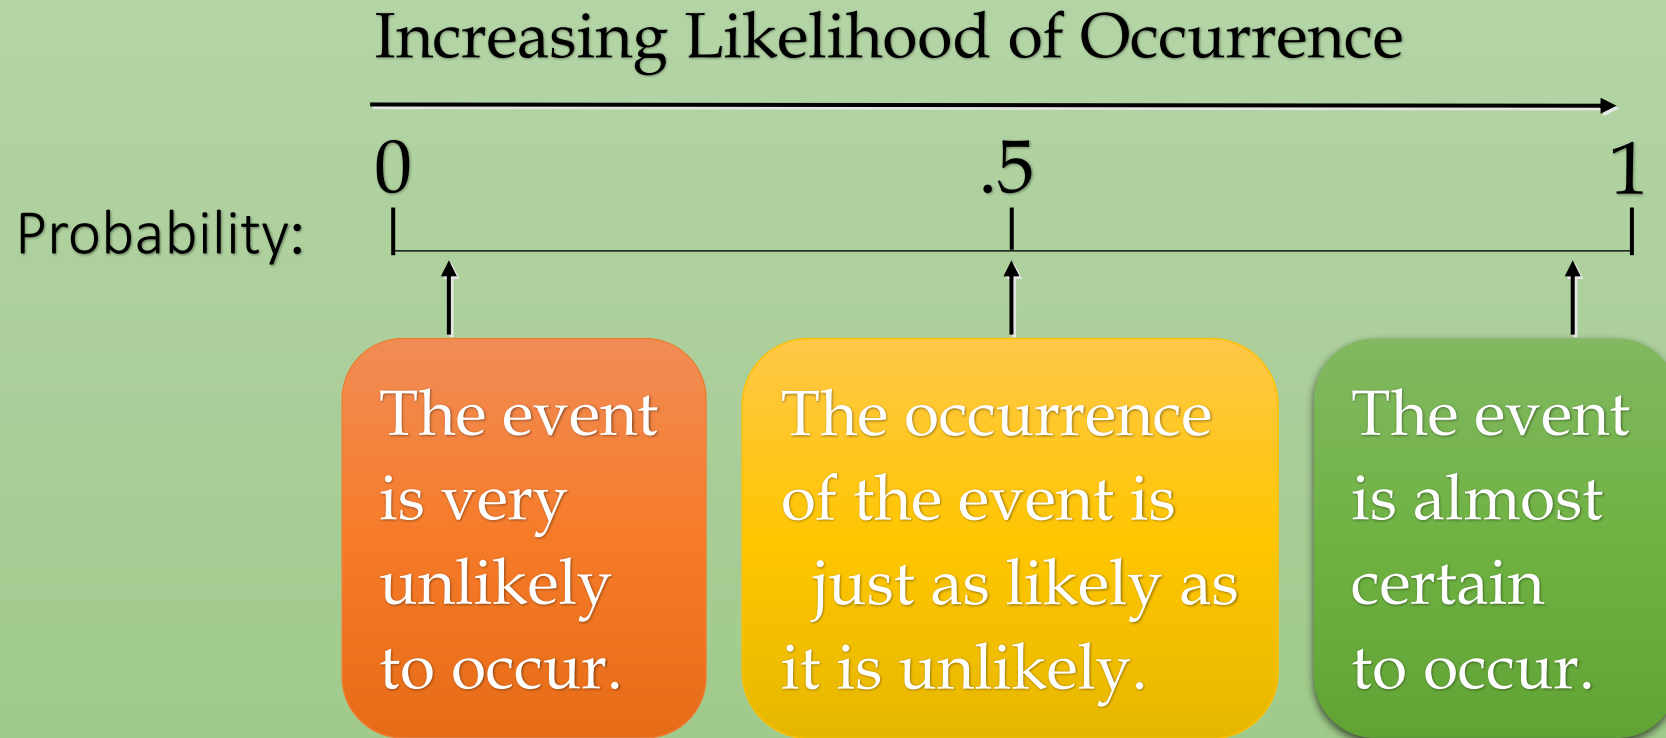 Increasing Likelihood of Occurrence
0 .5 1
Probability:
The event
is very
unlikely
to occur.
The occurrence
of the event is
just as likely as
it is unlikely.
The event
is almost
certain
to occur.